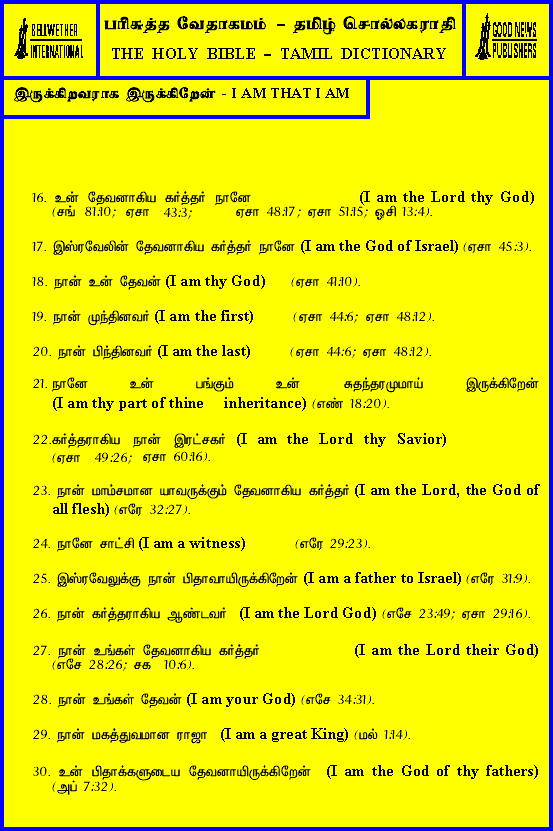 BELLWETHER
INTERNATIONAL
பரிசுத்த வேதாகமம் – தமிழ் சொல்லகராதி
THE HOLY BIBLE – TAMIL DICTIONARY
GOOD NEWS
PUBLISHERS
இருக்கிறவராக இருக்கிறேன் - I AM THAT I AM
16. உன் தேவனாகிய கர்த்தர் நானே (I am the Lord thy God)
(சங் 81:10; ஏசா 43:3; ஏசா 48:17; ஏசா 51:15; ஓசி 13:4).
17. இஸ்ரவேலின் தேவனாகிய கர்த்தர் நானே (I am the God of Israel) (ஏசா 45:3).
18. நான் உன் தேவன் (I am thy God) (ஏசா 41:10).
19. நான் முந்தினவர் (I am the first) (ஏசா 44:6; ஏசா 48:12).
20. நான் பிந்தினவர் (I am the last) (ஏசா 44:6; ஏசா 48:12).
21. நானே உன் பங்கும் உன் சுதந்தரமுமாய் இருக்கிறேன்
(I am thy part of thine inheritance) (எண் 18:20).
22.கர்த்தராகிய நான் இரட்சகர் (I am the Lord thy Savior)
(ஏசா 49:26; ஏசா 60:16).
23. நான் மாம்சமான யாவருக்கும் தேவனாகிய கர்த்தர் (I am the Lord, the God of
all flesh) (எரே 32:27).
24. நானே சாட்சி (I am a witness) (எரே 29:23).
25. இஸ்ரவேலுக்கு நான் பிதாவாயிருக்கிறேன் (I am a father to Israel) (எரே 31:9).
26. நான் கர்த்தராகிய ஆண்டவர் (I am the Lord God) (எசே 23:49; ஏசா 29:16).
27. நான் உங்கள் தேவனாகிய கர்த்தர் (I am the Lord their God)
(எசே 28:26; சக 10:6).
28. நான் உங்கள் தேவன் (I am your God) (எசே 34:31).
29. நான் மகத்துவமான ராஜா (I am a great King) (மல் 1:14).
30. உன் பிதாக்களுடைய தேவனாயிருக்கிறேன் (I am the God of thy fathers)
(அப் 7:32).